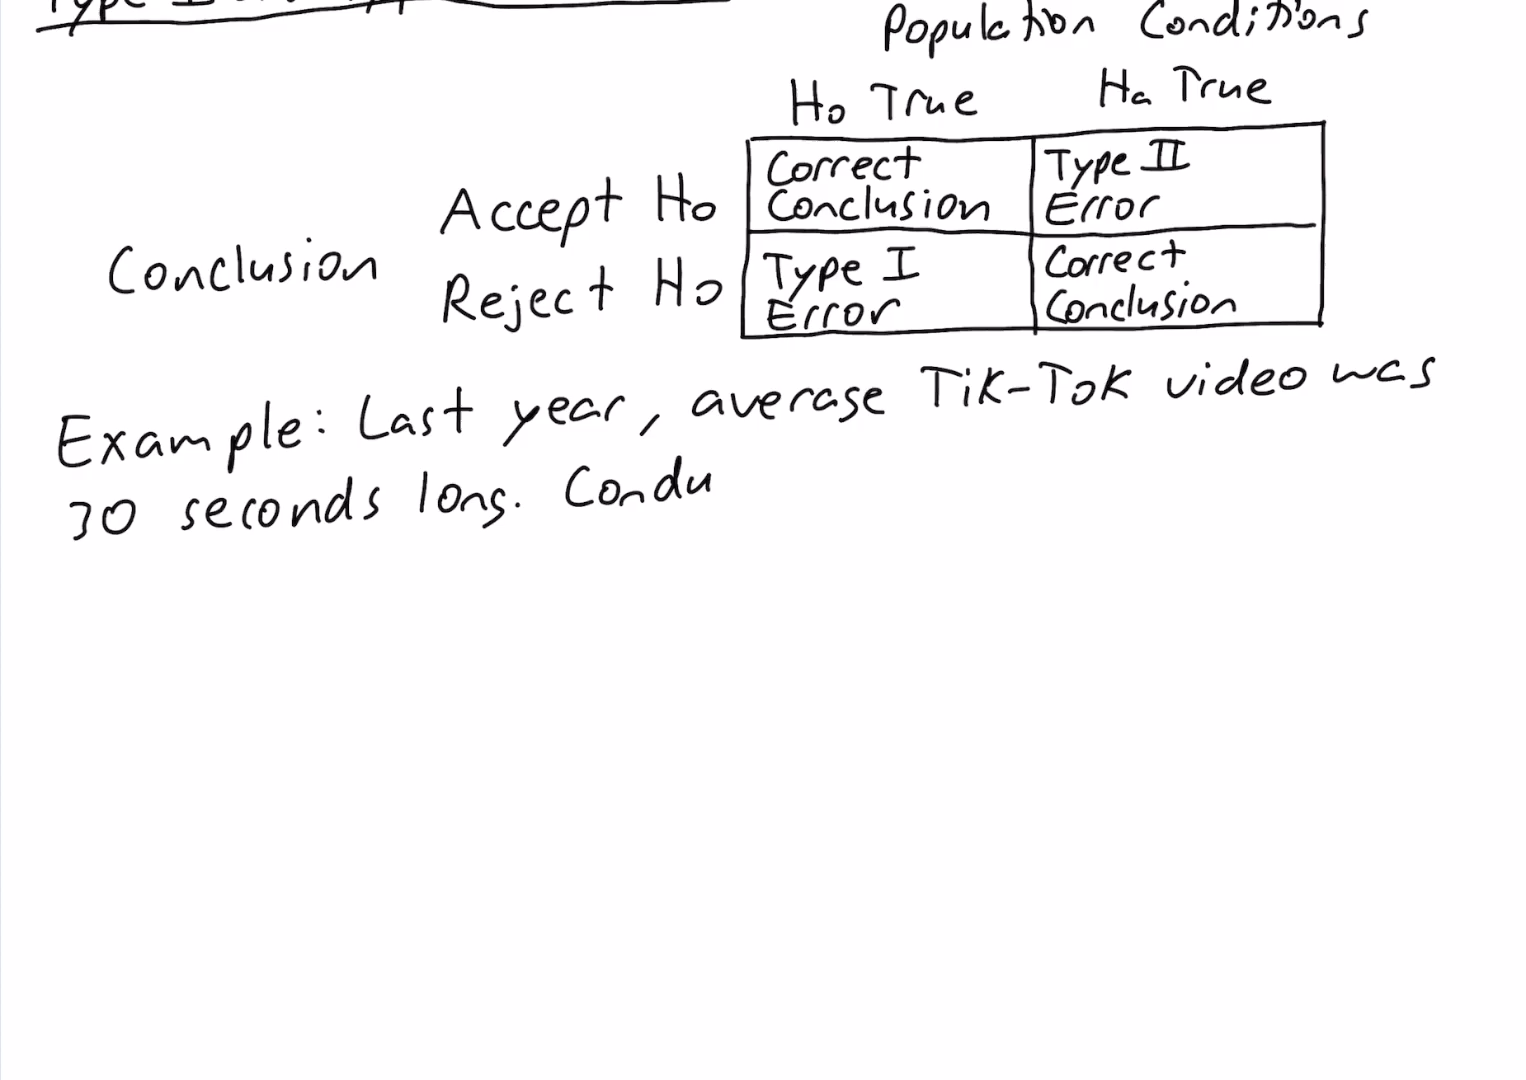 Type I
Population Conditions
Ho True Ha True
Accept Ho Correct Conclusion Type II Error
Conclusion
Reject Ho Type I Error Correct Conclusion
Example: Last year, average Tik-Tok video was
30 seconds long. Condu